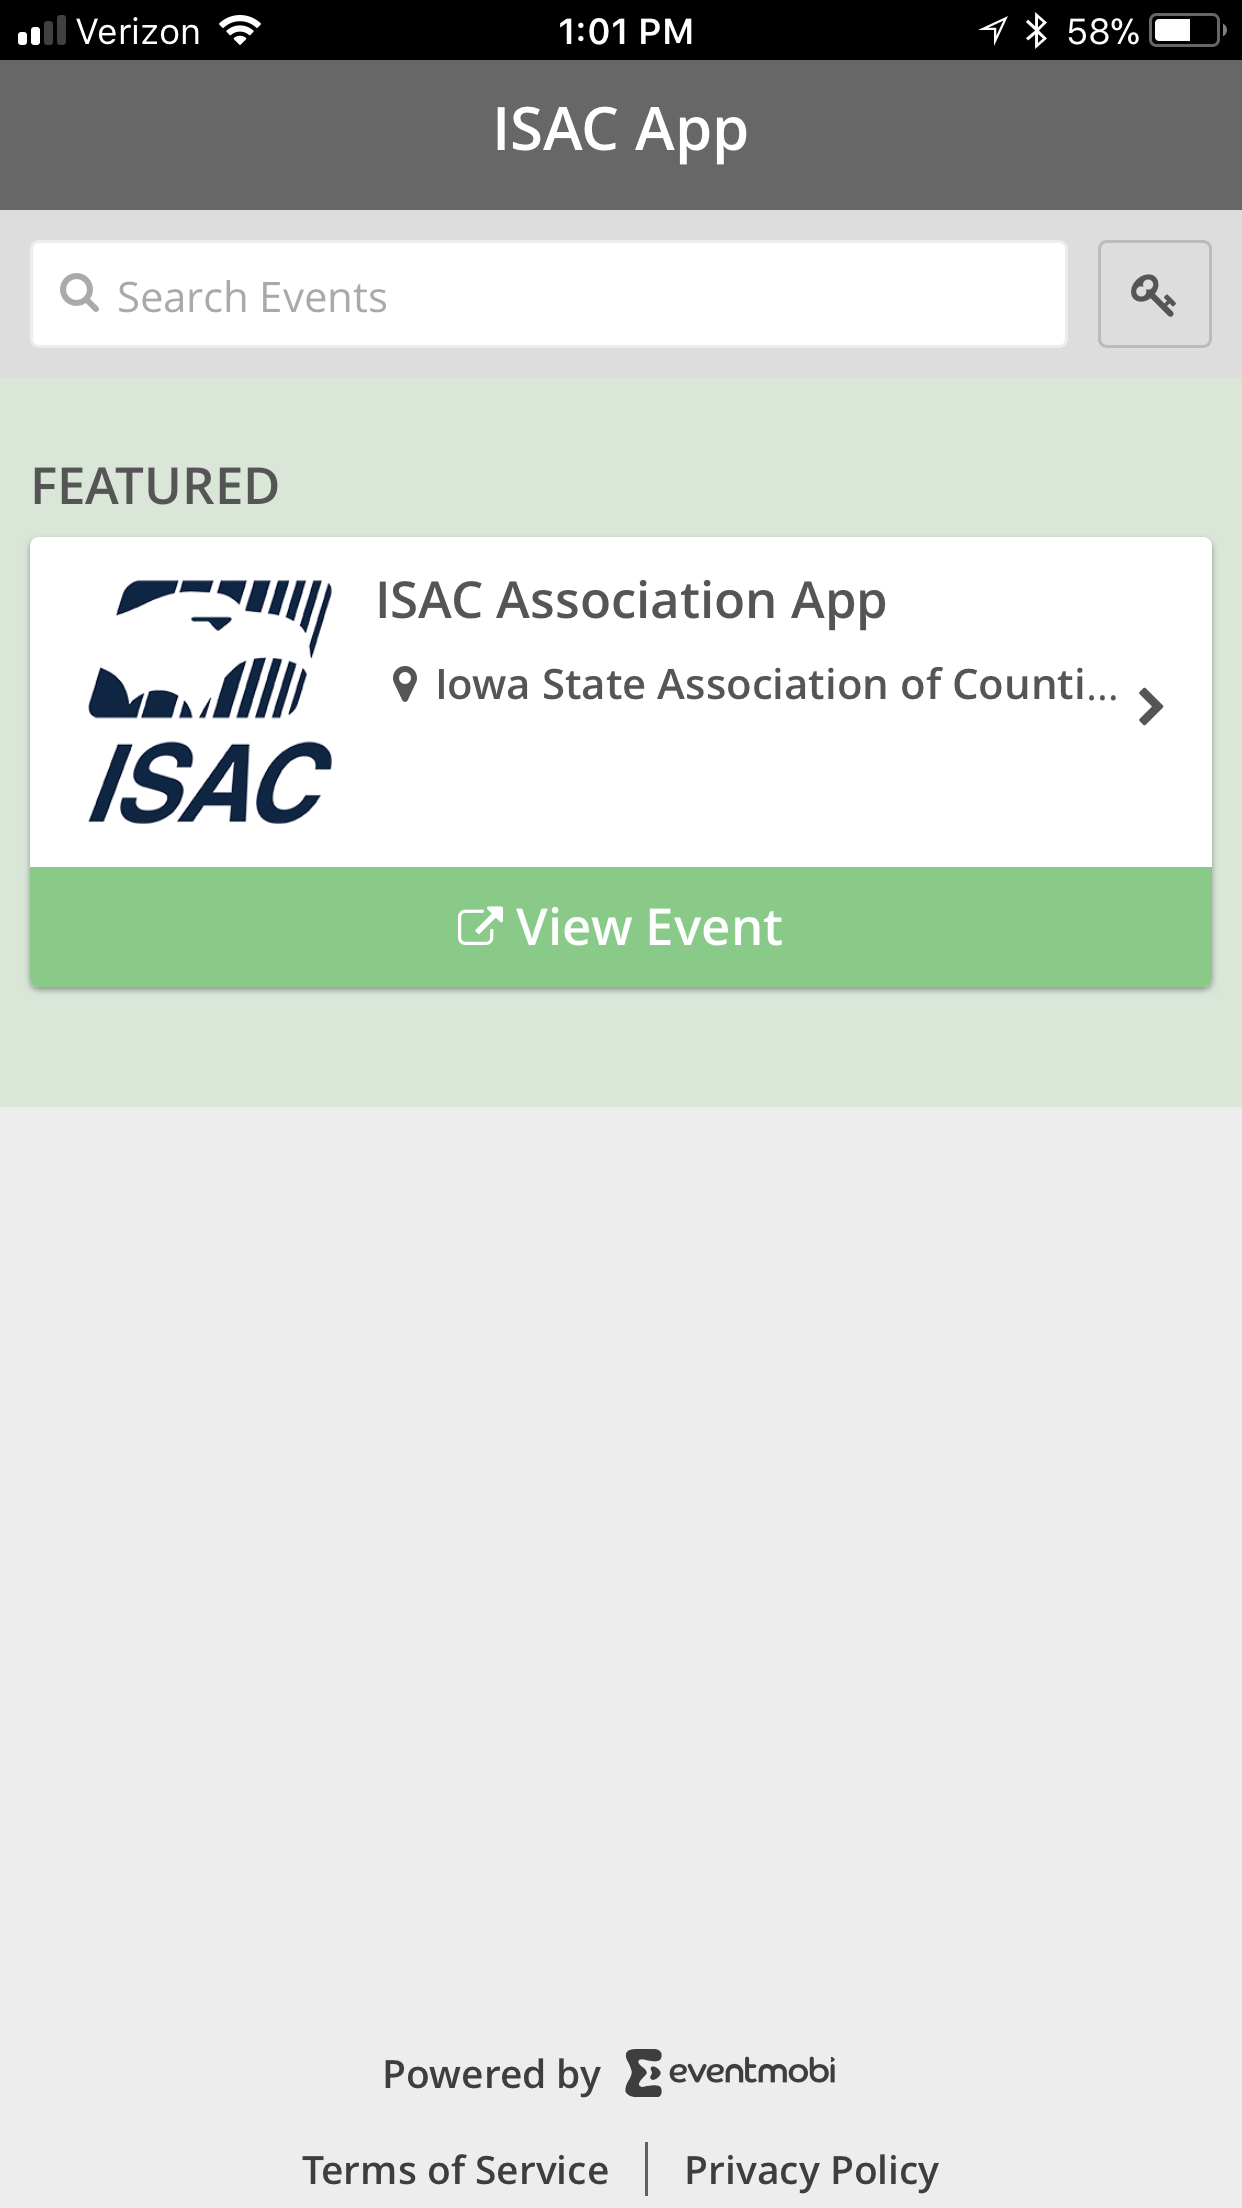 Verizon 1:01 PM 58%
ISAC App
Search Events
FEATURED
ISAC Association App
Iowa State Association of Counti...
ISAC
View Event
Powered by eventmobi
Terms of Service | Privacy Policy